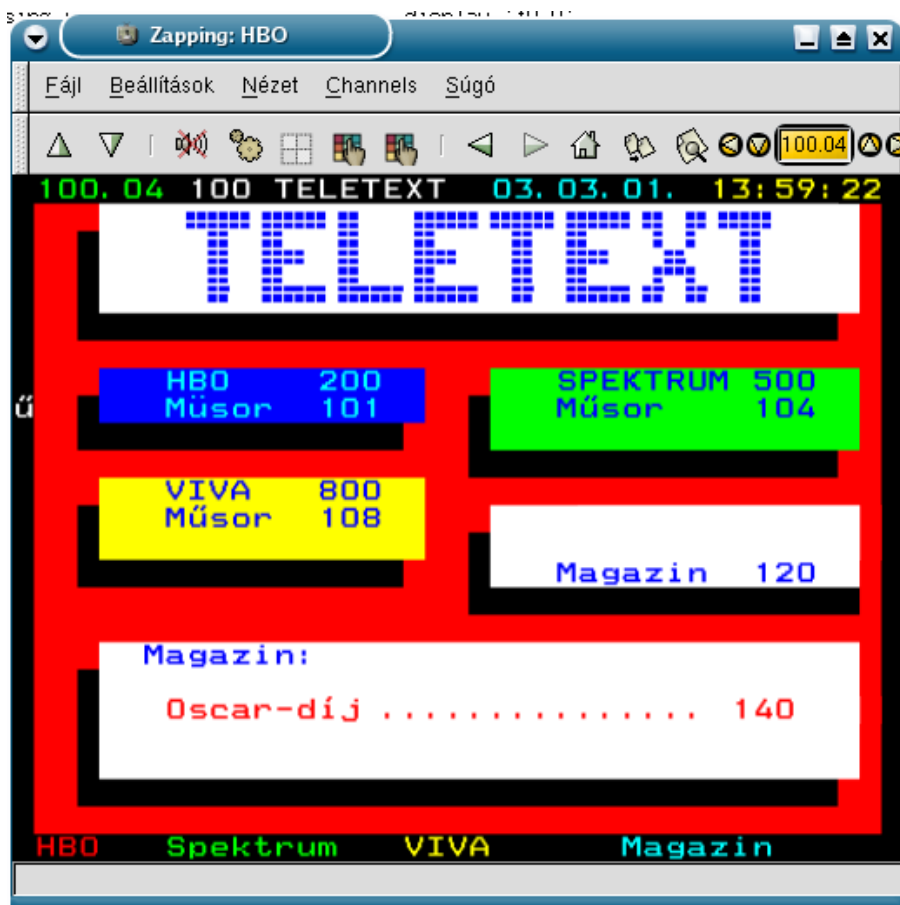 Zapping: HBO
Fájl Beállítások Nézet Channels Súgó
100.04
100.04 100 TELETEXT 03.03.01. 13:59:22
TELETEXT
HBO 200
Müsor 101
SPEKTRUM 500
Műsor 104
ű
VIVA 800
Műsor 108
Magazin 120
Magazin:
Oscar-díj ............... 140
HBO Spektrum VIVA Magazin